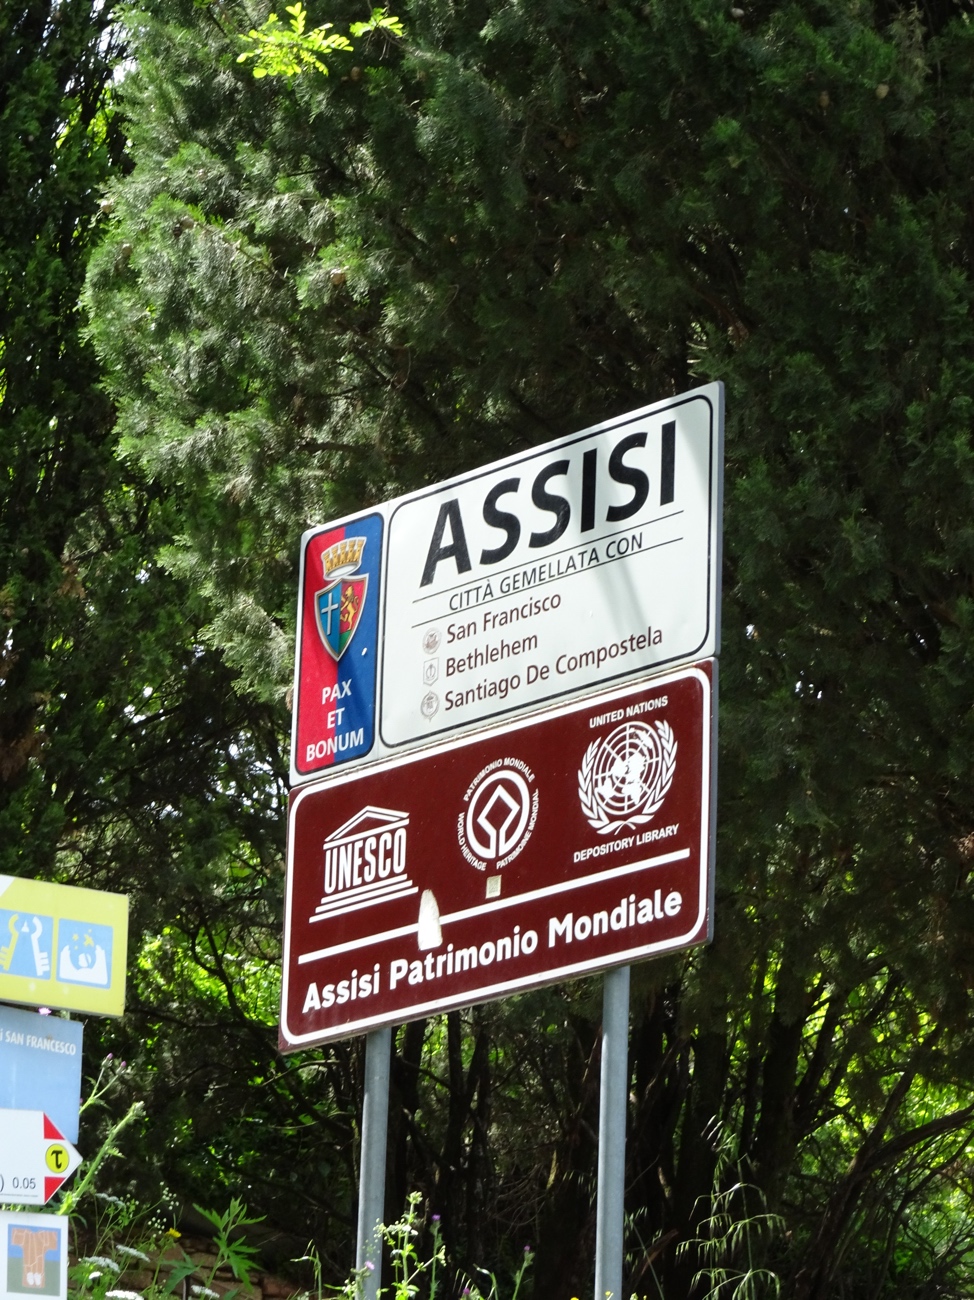 ASSISI
CITTÀ GEMELLATA CON
San Francisco
Bethlehem
Santiago De Compostela
PAX
ET
BONUM
UNESCO
PATRIMONIO MONDIALE
WORLD HERITAGE
PATRIMOINE MONDIAL
UNITED NATIONS
DEPOSITORY LIBRARY
Assisi Patrimonio Mondiale
i SAN FRANCESCO
τ
) 0.05